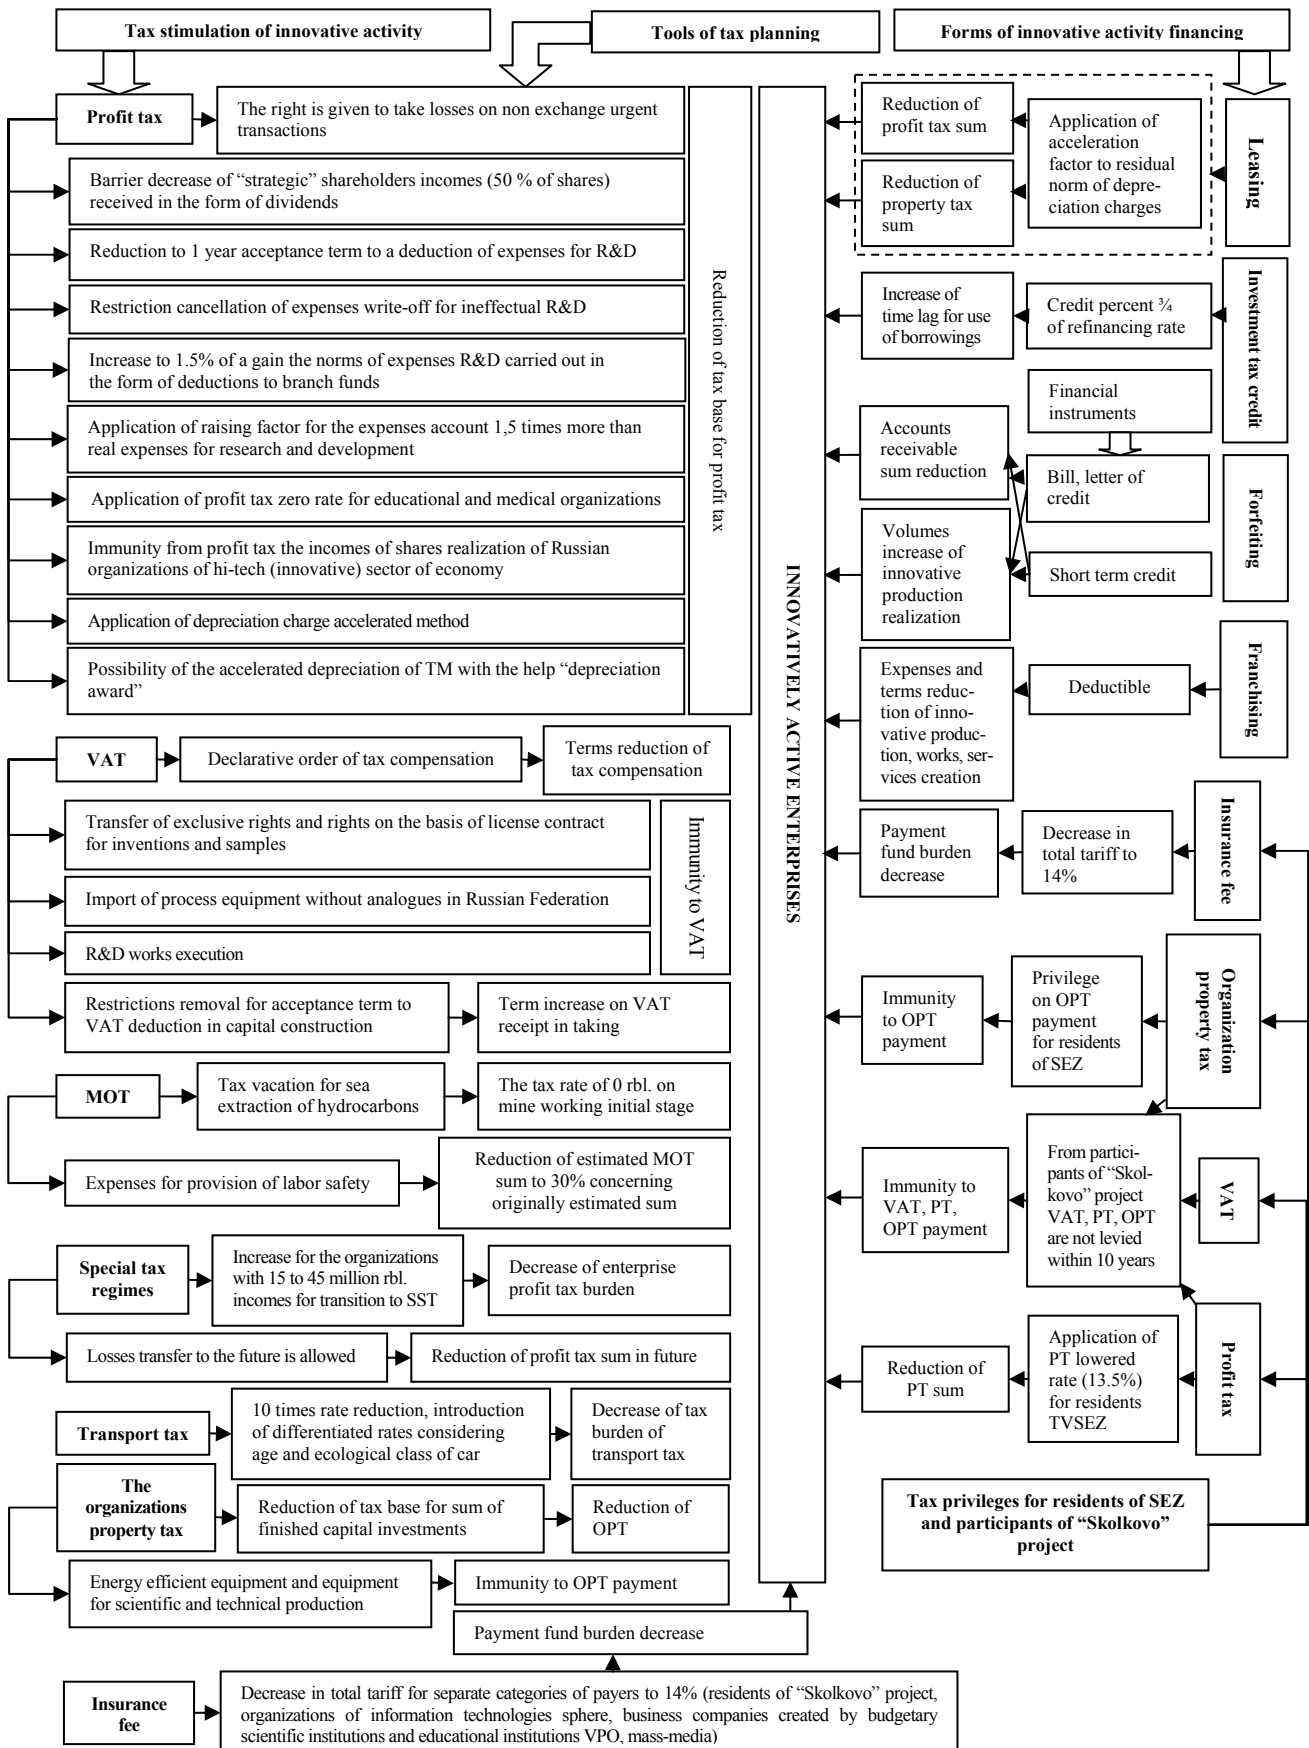 Tax stimulation of innovative activity
Tools of tax planning
Forms of innovative activity financing
Profit tax
The right is given to take losses on non exchange urgent
transactions
Barrier decrease of “strategic” shareholders incomes (50 % of shares)
received in the form of dividends
Reduction to 1 year acceptance term to a deduction of expenses for R&D
Restriction cancellation of expenses write-off for ineffectual R&D
Increase to 1.5% of a gain the norms of expenses R&D carried out in
the form of deductions to branch funds
Application of raising factor for the expenses account 1,5 times more than
real expenses for research and development
Application of profit tax zero rate for educational and medical organizations
Immunity from profit tax the incomes of shares realization of Russian
organizations of hi-tech (innovative) sector of economy
Application of depreciation charge accelerated method
Possibility of the accelerated depreciation of TM with the help “depreciation
award”
Reduction of tax base for profit tax
VAT
Declarative order of tax compensation
Terms reduction of
tax compensation
Transfer of exclusive rights and rights on the basis of license contract
for inventions and samples
Import of process equipment without analogues in Russian Federation
R&D works execution
Immunity to VAT
Restrictions removal for acceptance term to
VAT deduction in capital construction
Term increase on VAT
receipt in taking
MOT
Tax vacation for sea
extraction of hydrocarbons
The tax rate of 0 rbl. on
mine working initial stage
Expenses for provision of labor safety
Reduction of estimated MOT
sum to 30% concerning
originally estimated sum
Special tax
regimes
Increase for the organizations
with 15 to 45 million rbl.
incomes for transition to SST
Decrease of enterprise
profit tax burden
Losses transfer to the future is allowed
Reduction of profit tax sum in future
Transport tax
10 times rate reduction, introduction
of differentiated rates considering
age and ecological class of car
Decrease of tax
burden of
transport tax
The
organizations
property tax
Reduction of tax base for sum of
finished capital investments
Reduction of
OPT
Energy efficient equipment and equipment
for scientific and technical production
Immunity to OPT payment
Payment fund burden decrease
Insurance
fee
Decrease in total tariff for separate categories of payers to 14% (residents of “Skolkovo” project,
organizations of information technologies sphere, business companies created by budgetary
scientific institutions and educational institutions VPO, mass-media)
INNOVATIVELY ACTIVE ENTERPRISES
Reduction of
profit tax sum
Reduction of
property tax
sum
Application of
acceleration
factor to residual
norm of depre-
ciation charges
Leasing
Increase of
time lag for use
of borrowings
Credit percent ¾
of refinancing rate
Investment tax credit
Financial
instruments
Accounts
receivable
sum reduction
Bill, letter of
credit
Volumes
increase of
innovative
production
realization
Short term credit
Forfeiting
Expenses and
terms reduc-
tion of inno-
vative produc-
tion, works, ser-
vices creation
Deductible
Franchising
Payment
fund burden
decrease
Decrease in
total tariff to
14%
Insurance fee
Immunity
to OPT
payment
Privilege
on OPT
payment
for residents
of SEZ
Organization
property tax
Immunity to
VAT, PT,
OPT payment
From partici-
pants of “Skol-
kovo” project
VAT, PT, OPT
are not levied
within 10 years
VAT
Reduction of
PT sum
Application of
PT lowered
rate (13.5%)
for residents
TVSEZ
Profit tax
Tax privileges for residents of SEZ
and participants of “Skolkovo”
project